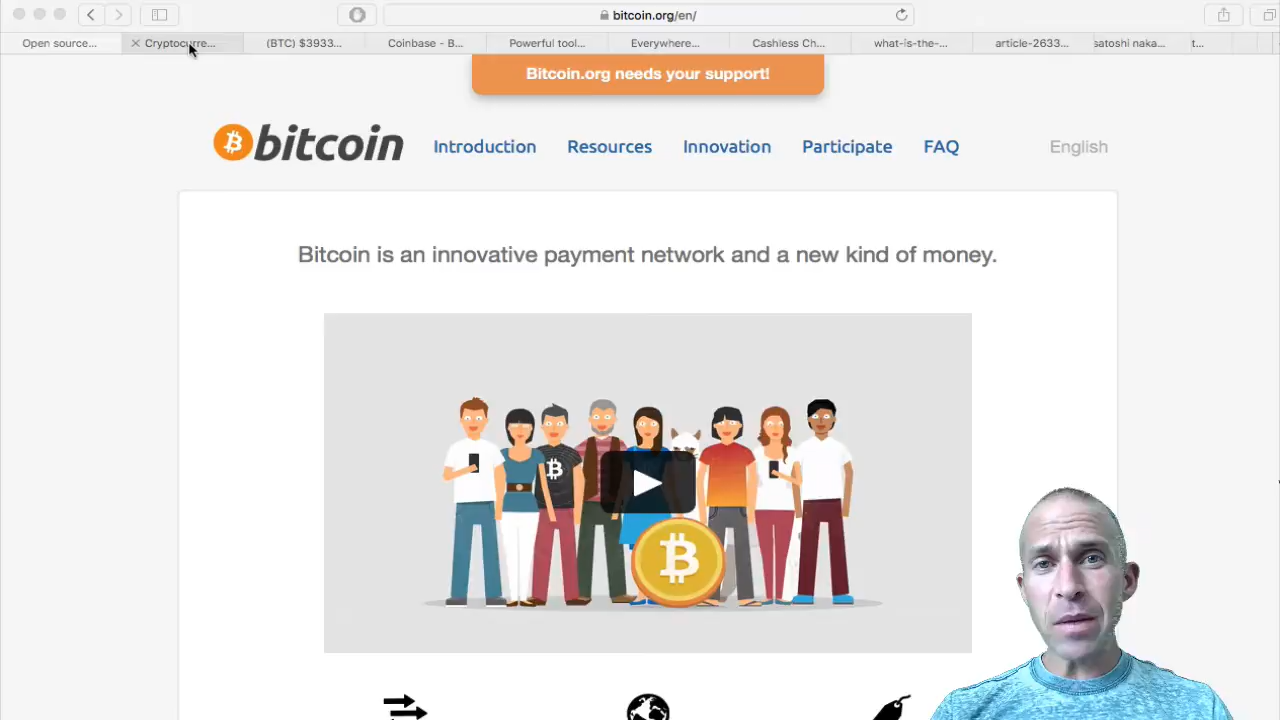 bitcoin.org/en/
Open source...
Cryptocurre...
(BTC) $3933...
Coinbase - B...
Powerful tool...
Everywhere...
Cashless Ch...
what-is-the-...
article-2633...
satoshi naka...
t...
Bitcoin.org needs your support!
bitcoin
Introduction
Resources
Innovation
Participate
FAQ
English
Bitcoin is an innovative payment network and a new kind of money.